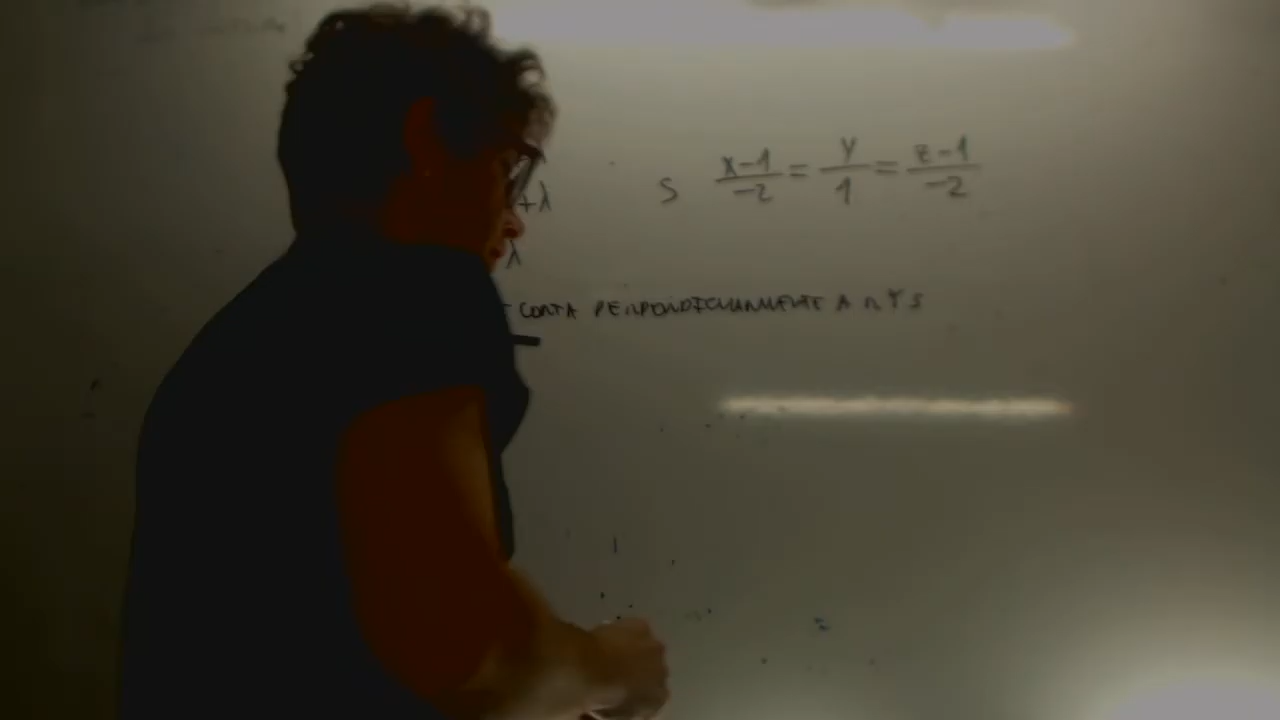 +λ
S x-1/-2 = y/1 = z-1/-2
λ
CORTA PERPENDICULARMENTE A r Y S